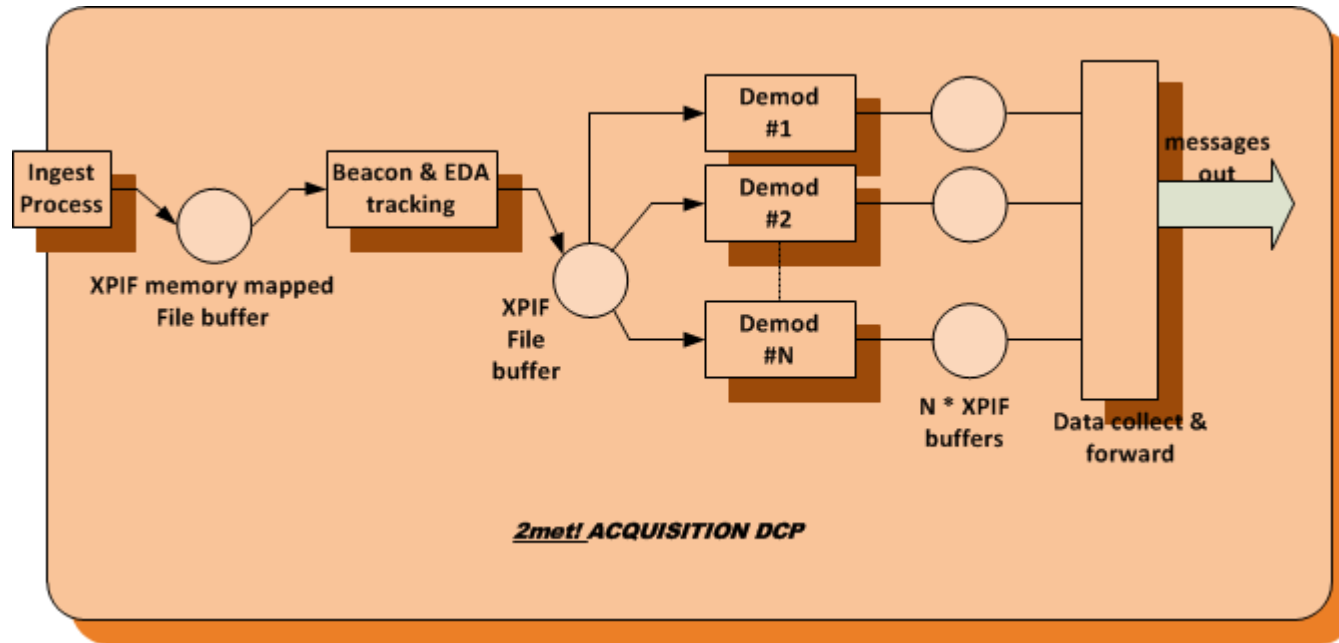 Ingest
Process
XPIF memory mapped
File buffer
Beacon & EDA
tracking
XPIF
File
buffer
Demod
#1
Demod
#2
Demod
#N
N * XPIF
buffers
Data collect &
forward
messages
out
2met! ACQUISITION DCP